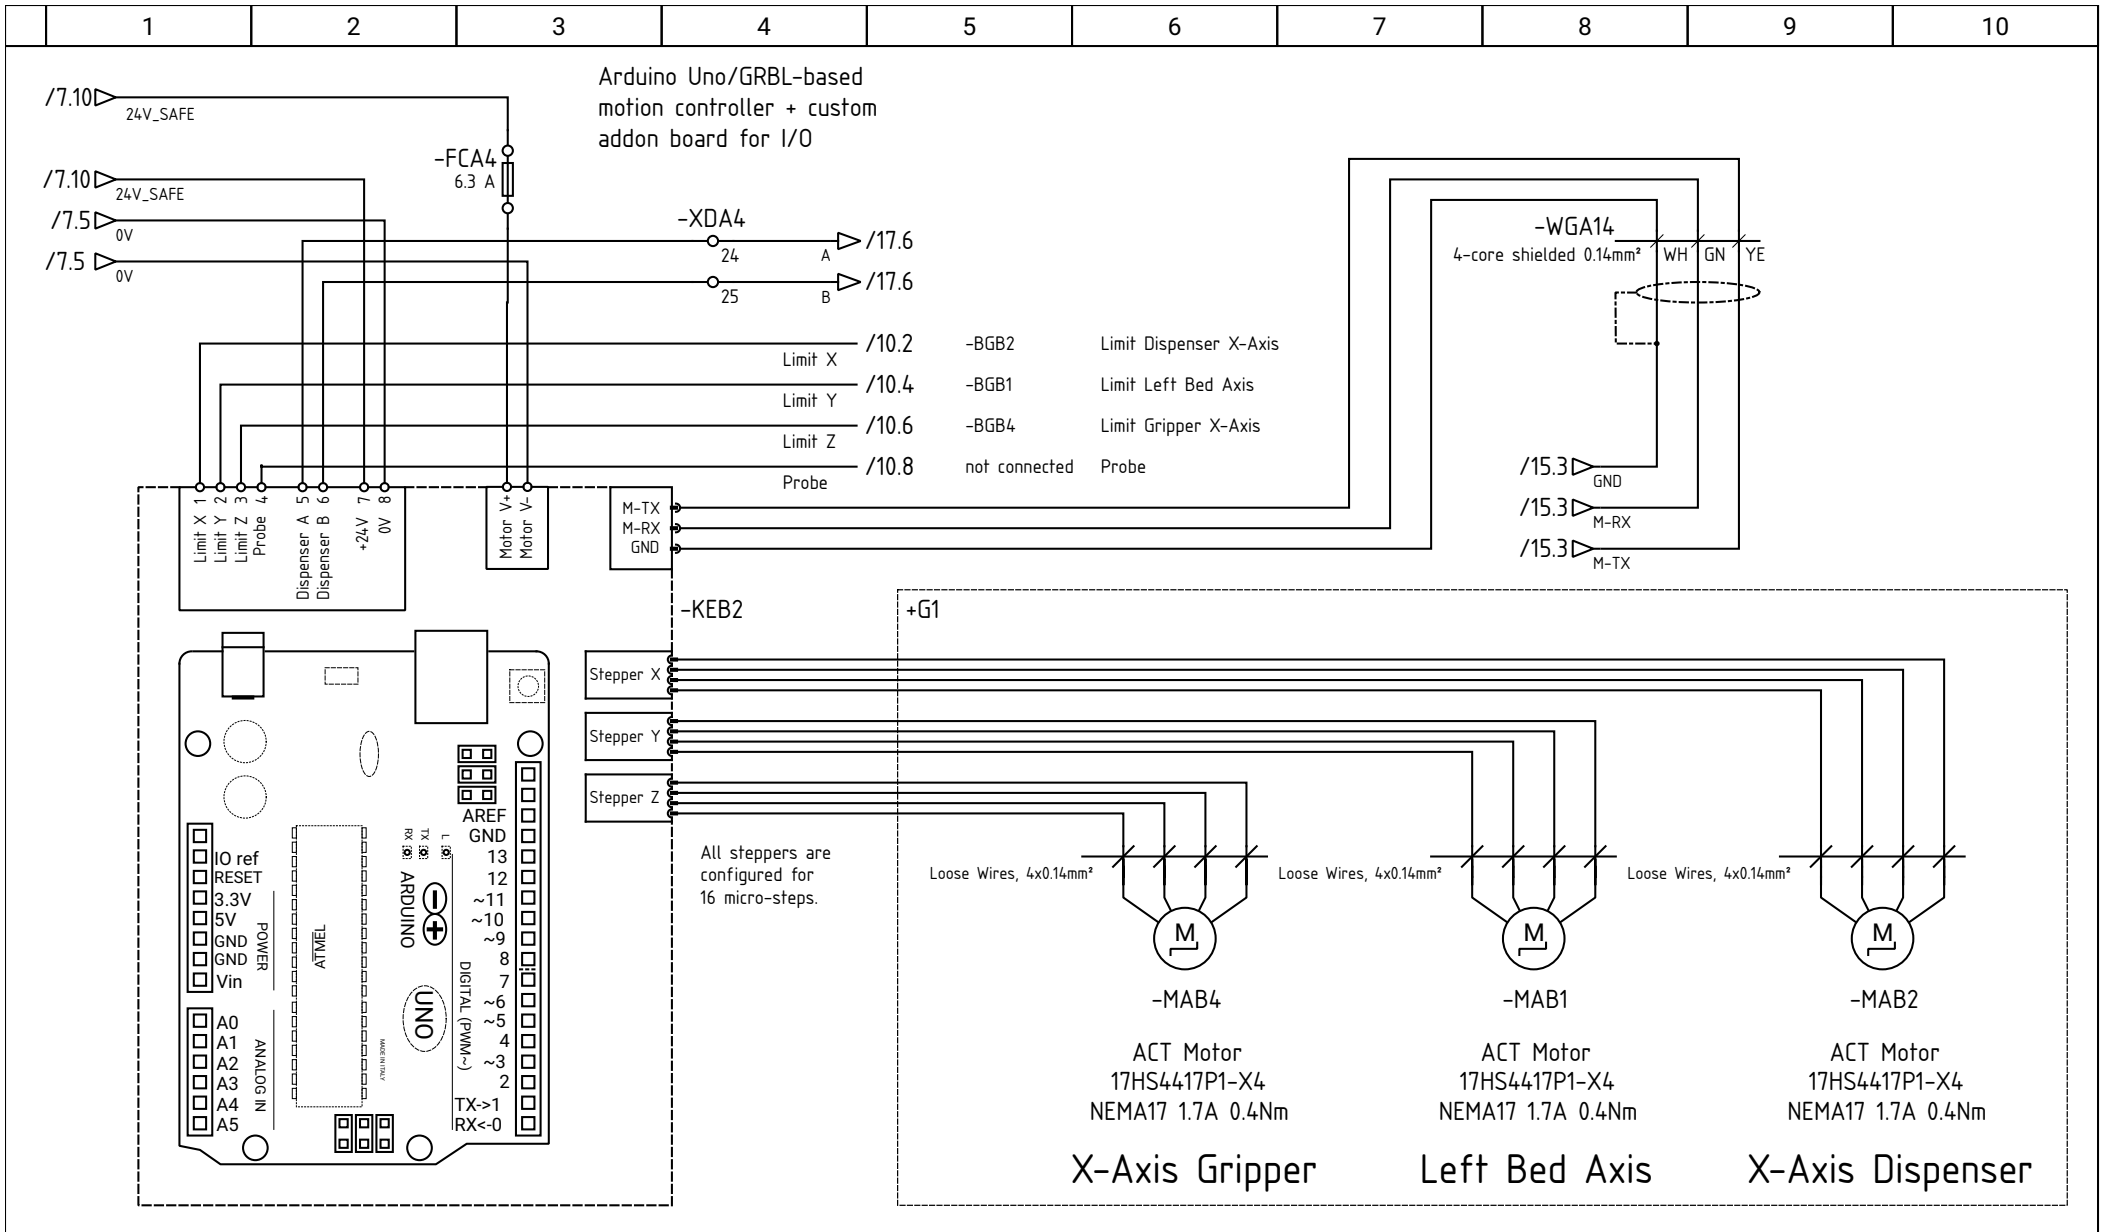 1 2 3 4 5 6 7 8 9 10
Arduino Uno/GRBL-based
motion controller + custom
addon board for I/O
/7.10
24V_SAFE
-FCA4
6.3 A
/7.10
24V_SAFE
/7.5
0V
/7.5
0V
-XDA4
24 A /17.6
25 B /17.6
-WGA14
4-core shielded 0.14mm² WH GN YE
Limit X /10.2 -BGB2 Limit Dispenser X-Axis
Limit Y /10.4 -BGB1 Limit Left Bed Axis
Limit Z /10.6 -BGB4 Limit Gripper X-Axis
Probe /10.8 not connected Probe
/15.3
GND
/15.3
M-RX
/15.3
M-TX
Limit X 1
Limit Y 2
Limit Z 3
Probe 4
Dispenser A 5
Dispenser B 6
+24V 7
0V 8
Motor V+
Motor V-
M-TX
M-RX
GND
-KEB2
+G1
Stepper X
Stepper Y
Stepper Z
All steppers are
configured for
16 micro-steps.
IO ref
RESET
3.3V
5V
GND
GND
Vin
POWER
A0
A1
A2
A3
A4
A5
ANALOG IN
ATMEL
MADE IN ITALY
RX
TX
L
ARDUINO
UNO
AREF
GND
13
12
~11
~10
~9
8
7
~6
~5
4
~3
2
TX->1
RX<-0
DIGITAL (PWM~)
Loose Wires, 4x0.14mm²
Loose Wires, 4x0.14mm²
Loose Wires, 4x0.14mm²
M
M
M
-MAB4
ACT Motor
17HS4417P1-X4
NEMA17 1.7A 0.4Nm
X-Axis Gripper
-MAB1
ACT Motor
17HS4417P1-X4
NEMA17 1.7A 0.4Nm
Left Bed Axis
-MAB2
ACT Motor
17HS4417P1-X4
NEMA17 1.7A 0.4Nm
X-Axis Dispenser